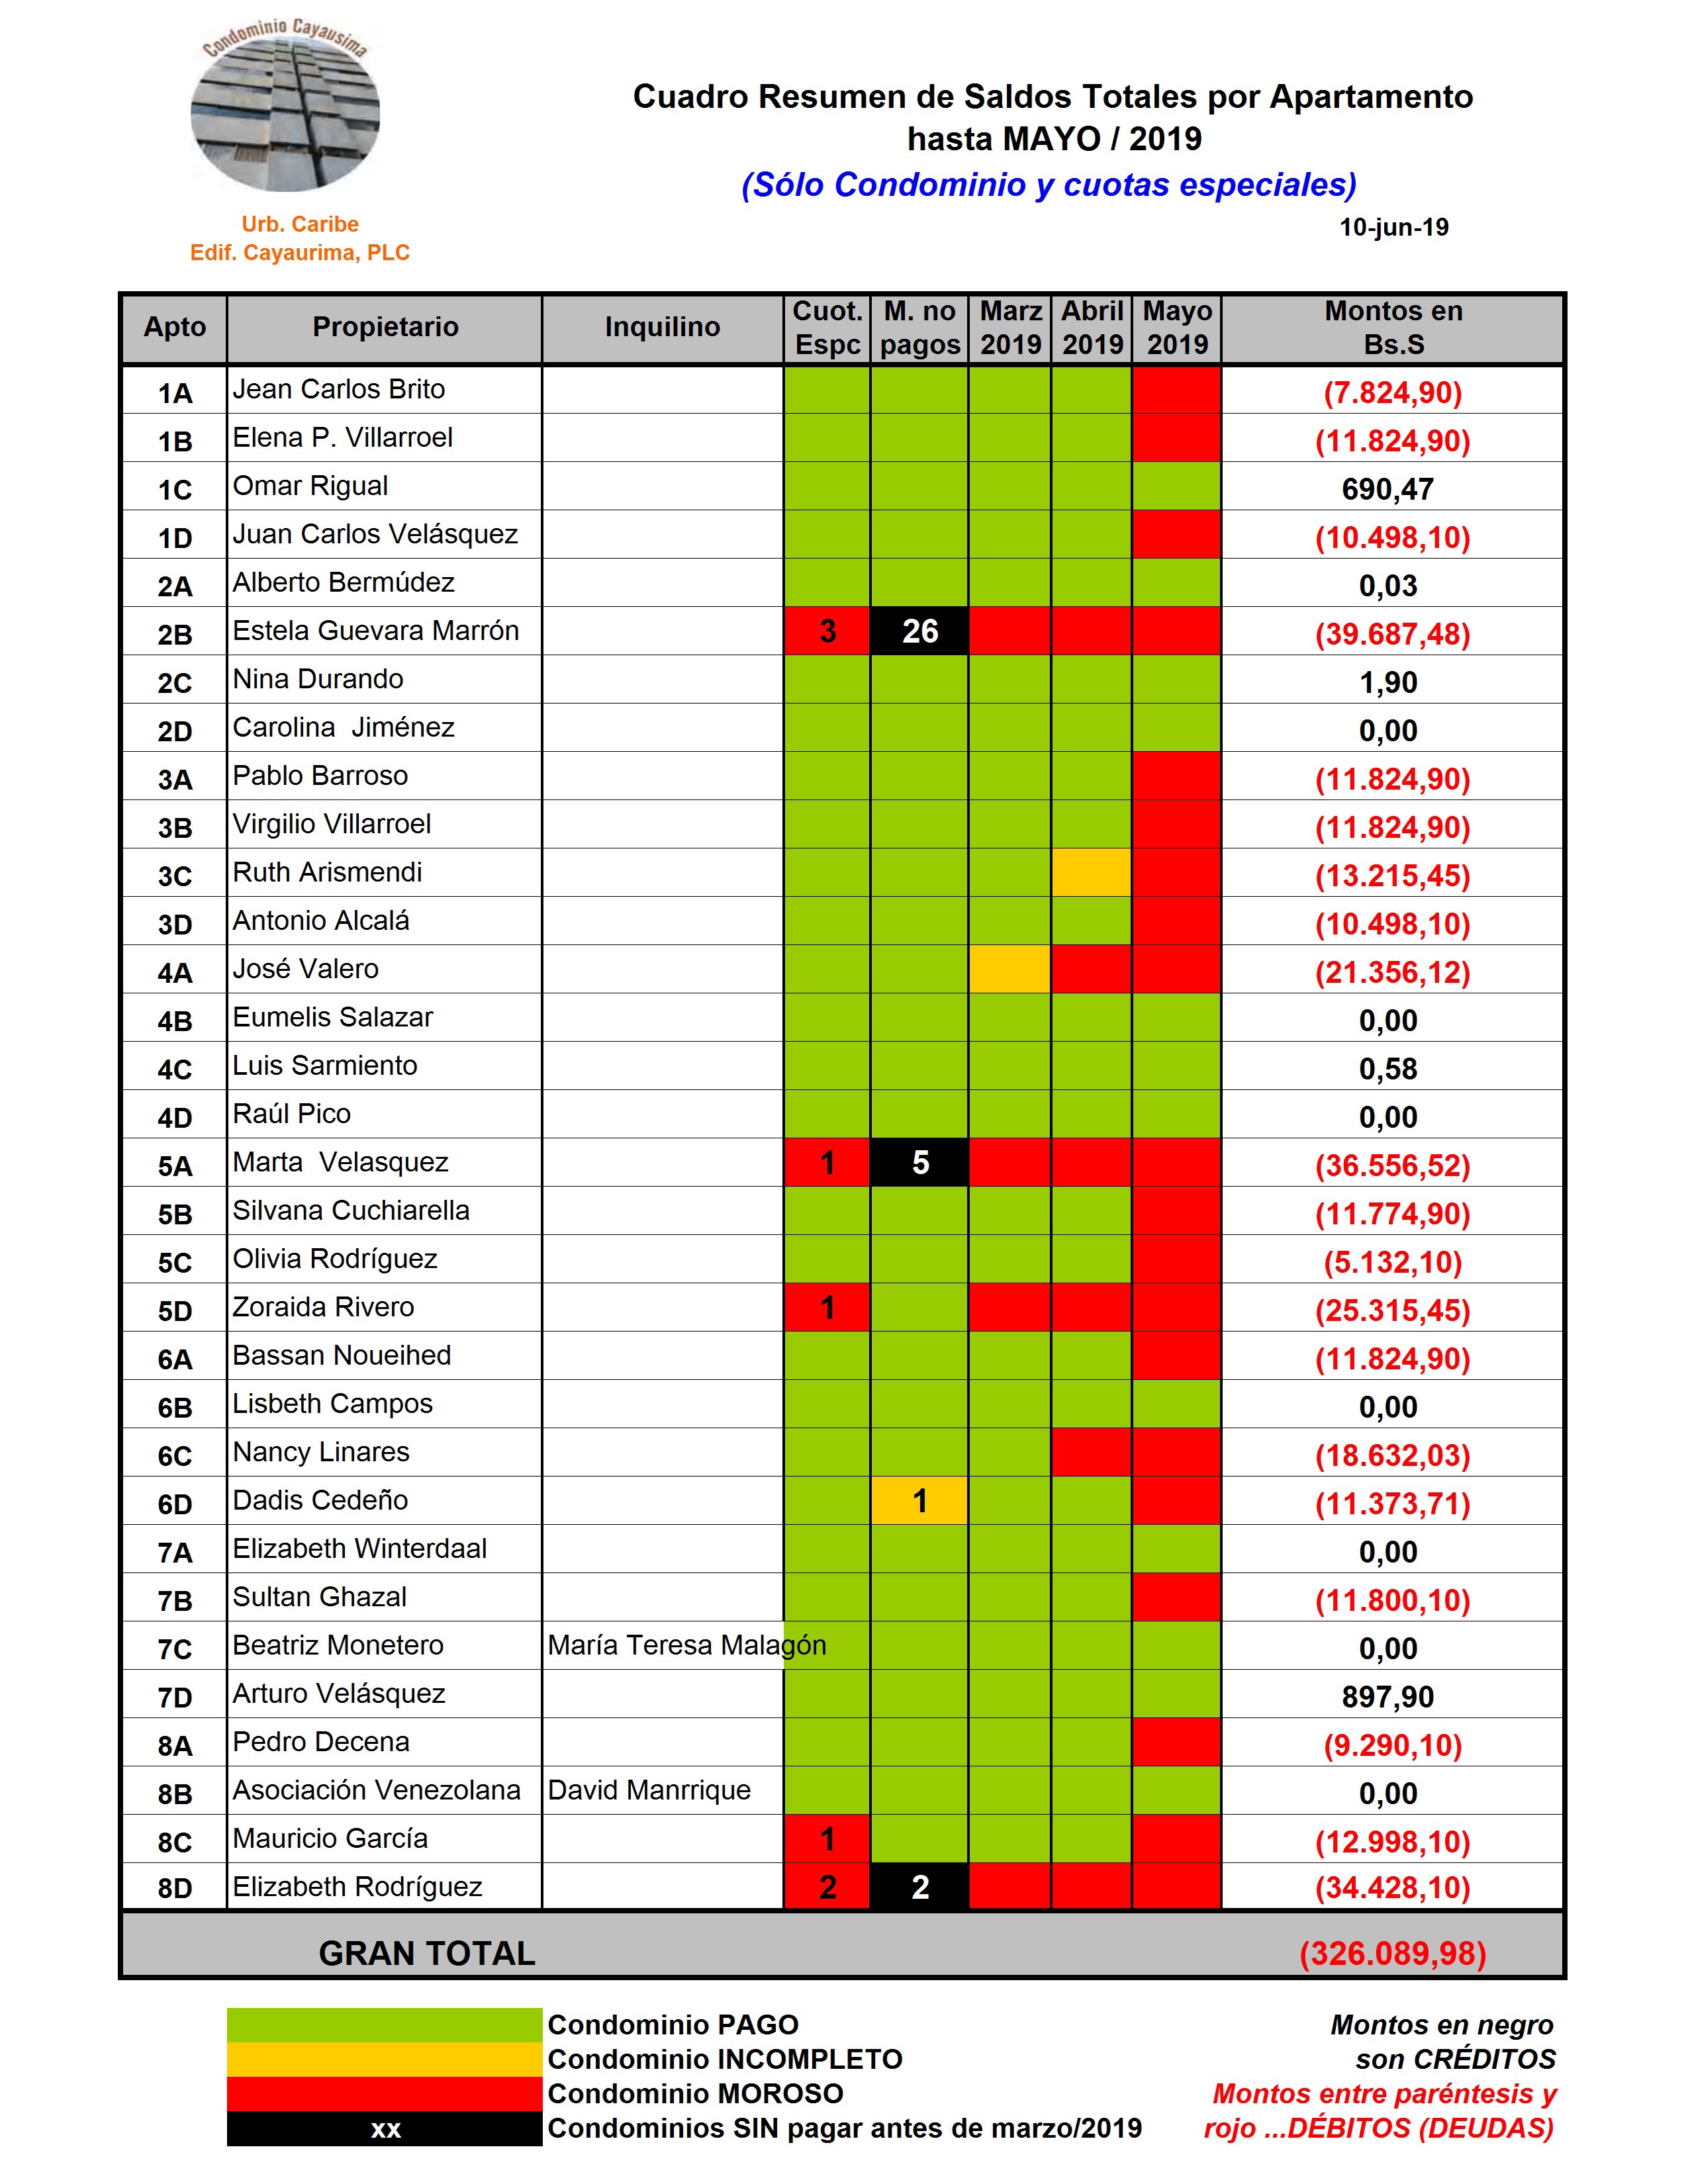 Condominio Cayausima
Cuadro Resumen de Saldos Totales por Apartamento
hasta MAYO / 2019
(Sólo Condominio y cuotas especiales)
Urb. Caribe
10-jun-19
Edif. Cayaurima, PLC
Apto Propietario Inquilino Cuot. Espc M. no pagos Marz 2019 Abril 2019 Mayo 2019 Montos en Bs.S
1A Jean Carlos Brito (7.824,90)
1B Elena P. Villarroel (11.824,90)
1C Omar Rigual 690,47
1D Juan Carlos Velásquez (10.498,10)
2A Alberto Bermúdez 0,03
2B Estela Guevara Marrón 3 26 (39.687,48)
2C Nina Durando 1,90
2D Carolina  Jiménez 0,00
3A Pablo Barroso (11.824,90)
3B Virgilio Villarroel (11.824,90)
3C Ruth Arismendi (13.215,45)
3D Antonio Alcalá (10.498,10)
4A José Valero (21.356,12)
4B Eumelis Salazar 0,00
4C Luis Sarmiento 0,58
4D Raúl Pico 0,00
5A Marta  Velasquez 1 5 (36.556,52)
5B Silvana Cuchiarella (11.774,90)
5C Olivia Rodríguez (5.132,10)
5D Zoraida Rivero 1 (25.315,45)
6A Bassan Noueihed (11.824,90)
6B Lisbeth Campos 0,00
6C Nancy Linares (18.632,03)
6D Dadis Cedeño 1 (11.373,71)
7A Elizabeth Winterdaal 0,00
7B Sultan Ghazal (11.800,10)
7C Beatriz Monetero María Teresa Malagón 0,00
7D Arturo Velásquez 897,90
8A Pedro Decena (9.290,10)
8B Asociación Venezolana David Manrrique 0,00
8C Mauricio García 1 (12.998,10)
8D Elizabeth Rodríguez 2 2 (34.428,10)
GRAN TOTAL (326.089,98)
Condominio PAGO Montos en negro
Condominio INCOMPLETO son CRÉDITOS
Condominio MOROSO Montos entre paréntesis y
xx Condominios SIN pagar antes de marzo/2019 rojo ...DÉBITOS (DEUDAS)